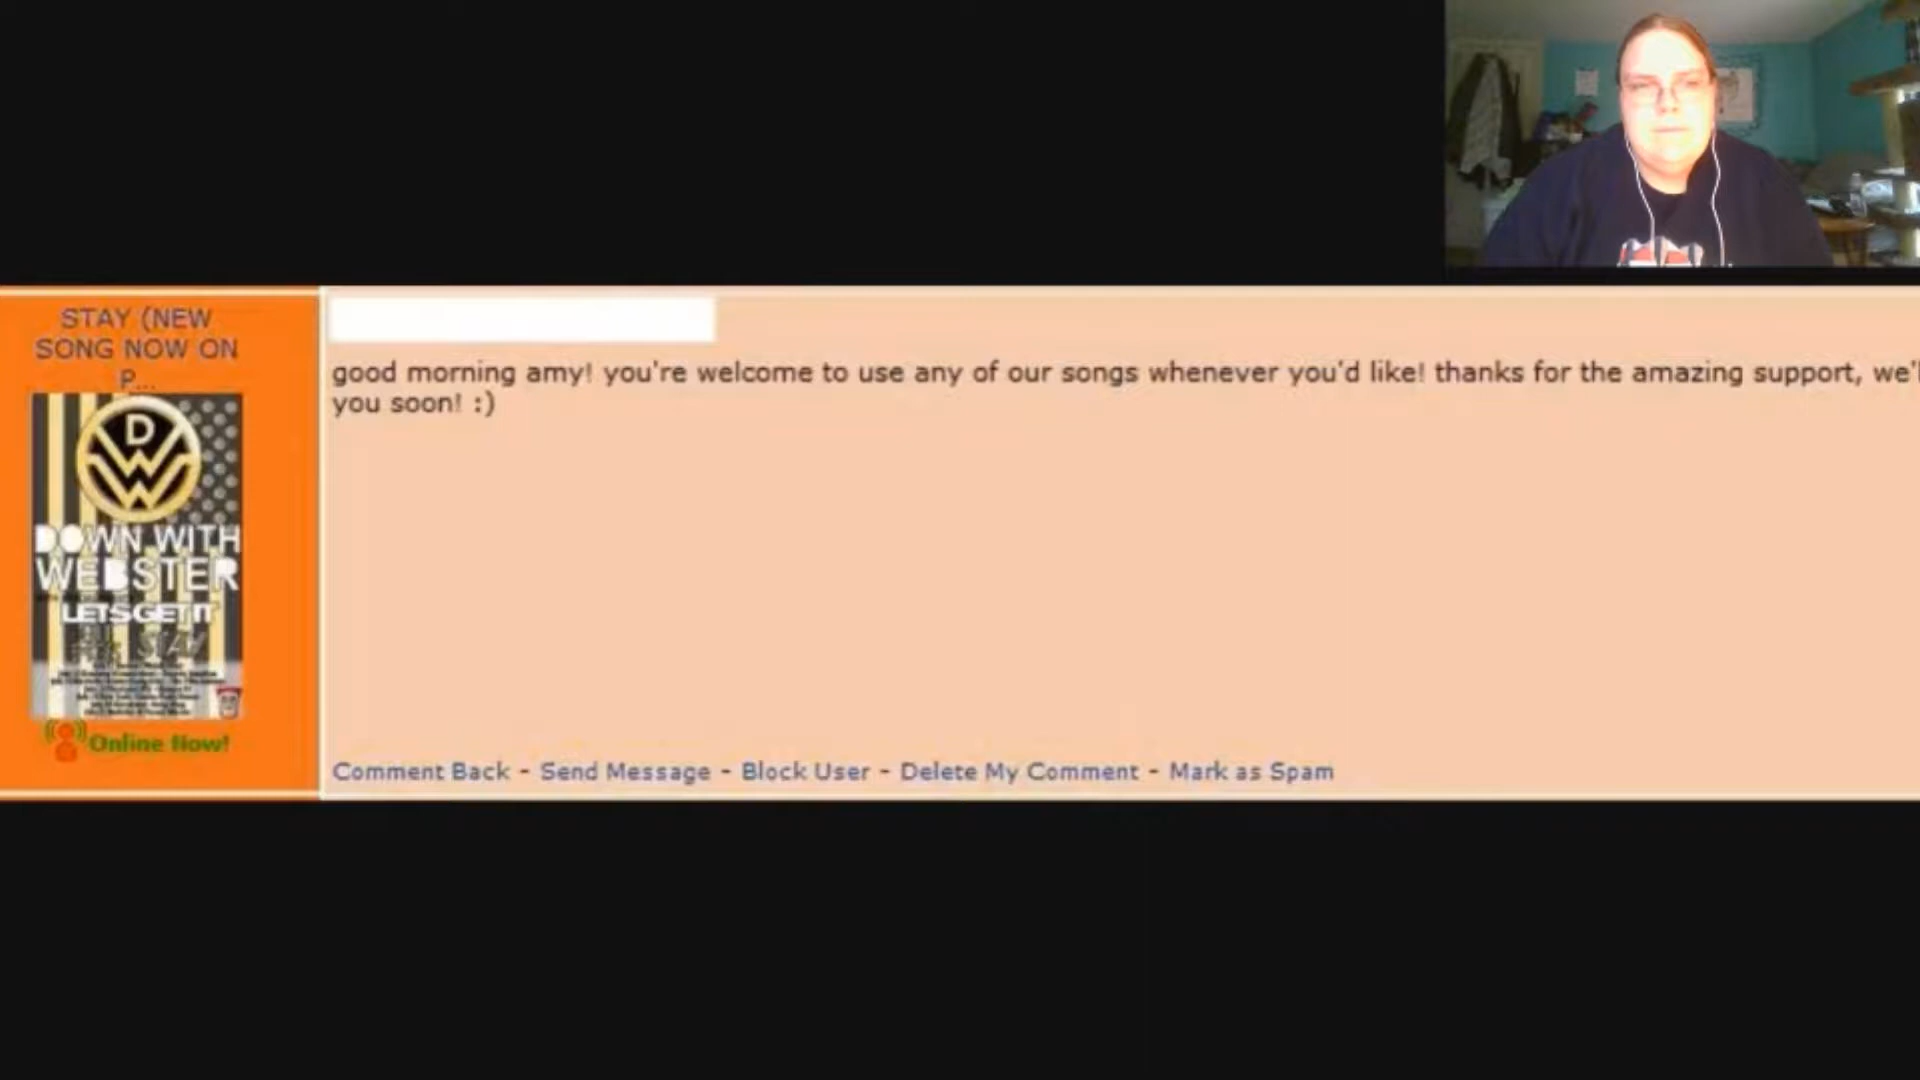 STAY (NEW
SONG NOW ON
P...
D
W
W
DOWN WITH
WEBSTER
LETS GET IT
STAY
Online Now!
good morning amy! you're welcome to use any of our songs whenever you'd like! thanks for the amazing support, we'l
you soon! :)
Comment Back - Send Message - Block User - Delete My Comment - Mark as Spam